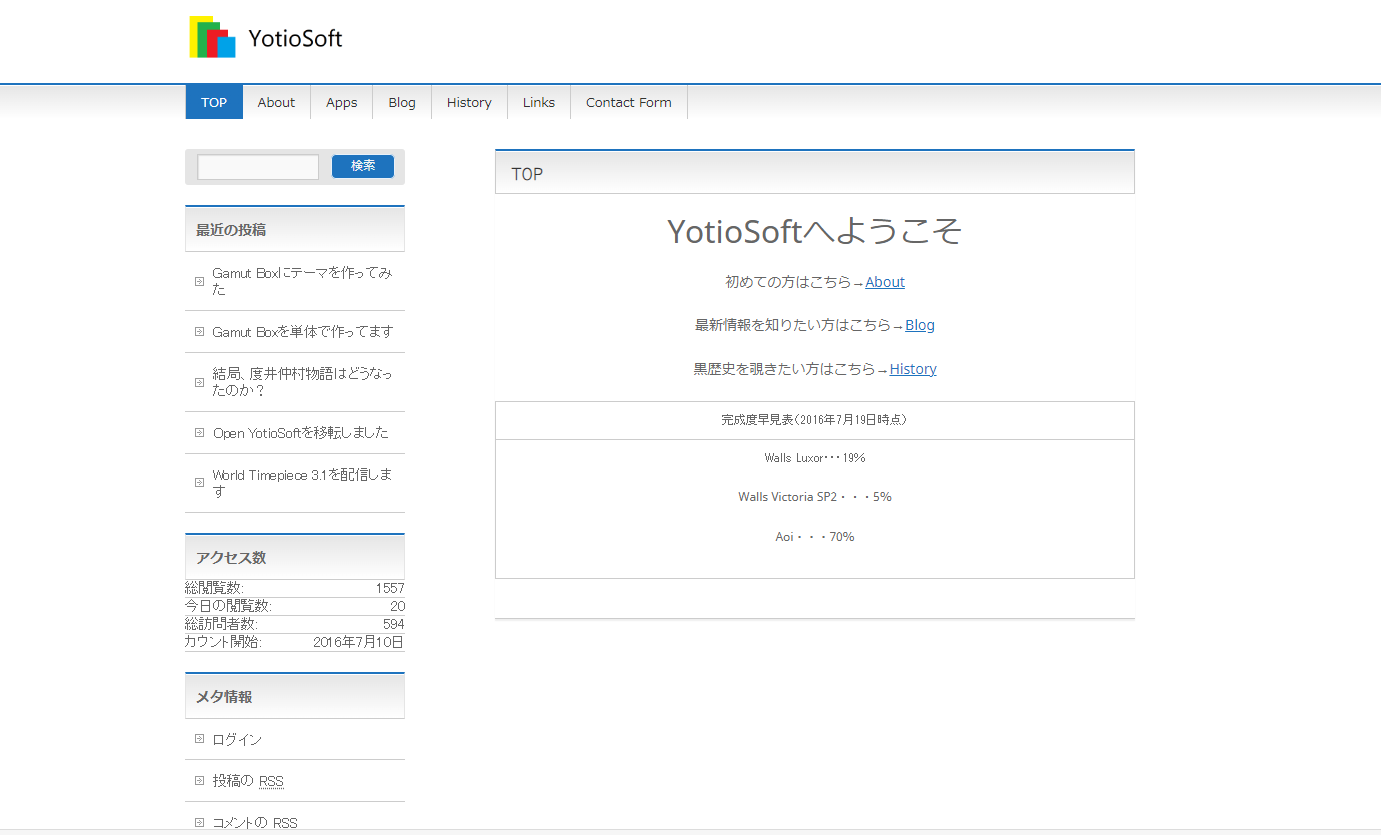 YotioSoft
TOP
About
Apps
Blog
History
Links
Contact Form
検索
最近の投稿
Gamut Boxにテーマを作ってみ
た
Gamut Boxを単体で作ってます
結局、度井仲村物語はどうなっ
たのか？
Open YotioSoftを移転しました
World Timepiece 3.1を配信しま
す
アクセス数
総閲覧数: 1557
今日の閲覧数: 20
総訪問者数: 594
カウント開始: 2016年7月10日
メタ情報
ログイン
投稿の RSS
コメントの RSS
TOP
YotioSoftへようこそ
初めての方はこちら→About
最新情報を知りたい方はこちら→Blog
黒歴史を覗きたい方はこちら→History
完成度早見表（2016年7月19日時点）
Walls Luxor・・・19%
Walls Victoria SP2・・・5%
Aoi・・・70%